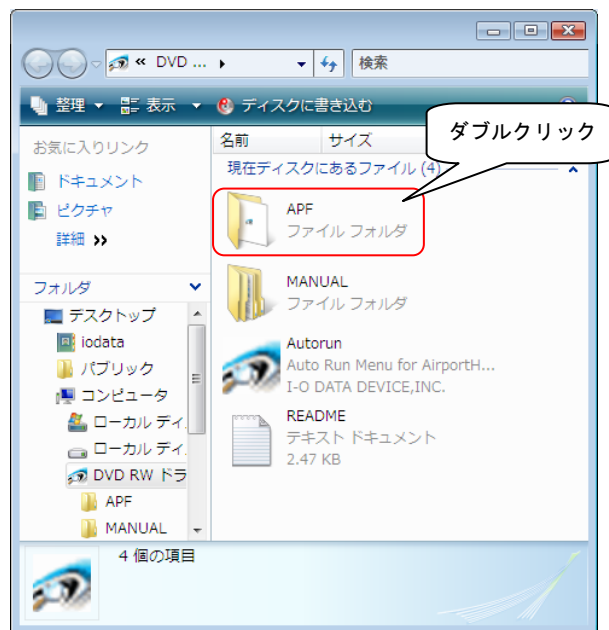 « DVD ...
検索
整理
表示
ディスクに書き込む
ダブルクリック
お気に入りリンク
ドキュメント
ピクチャ
詳細 »
フォルダ
デスクトップ
iodata
パブリック
コンピュータ
ローカル ディ
ローカル ディ
DVD RW ドラ
APF
MANUAL
名前 サイズ
現在ディスクにあるファイル (4)
APF
ファイル フォルダ
MANUAL
ファイル フォルダ
Autorun
Auto Run Menu for AirportH...
I-O DATA DEVICE,INC.
README
テキスト ドキュメント
2.47 KB
4 個の項目